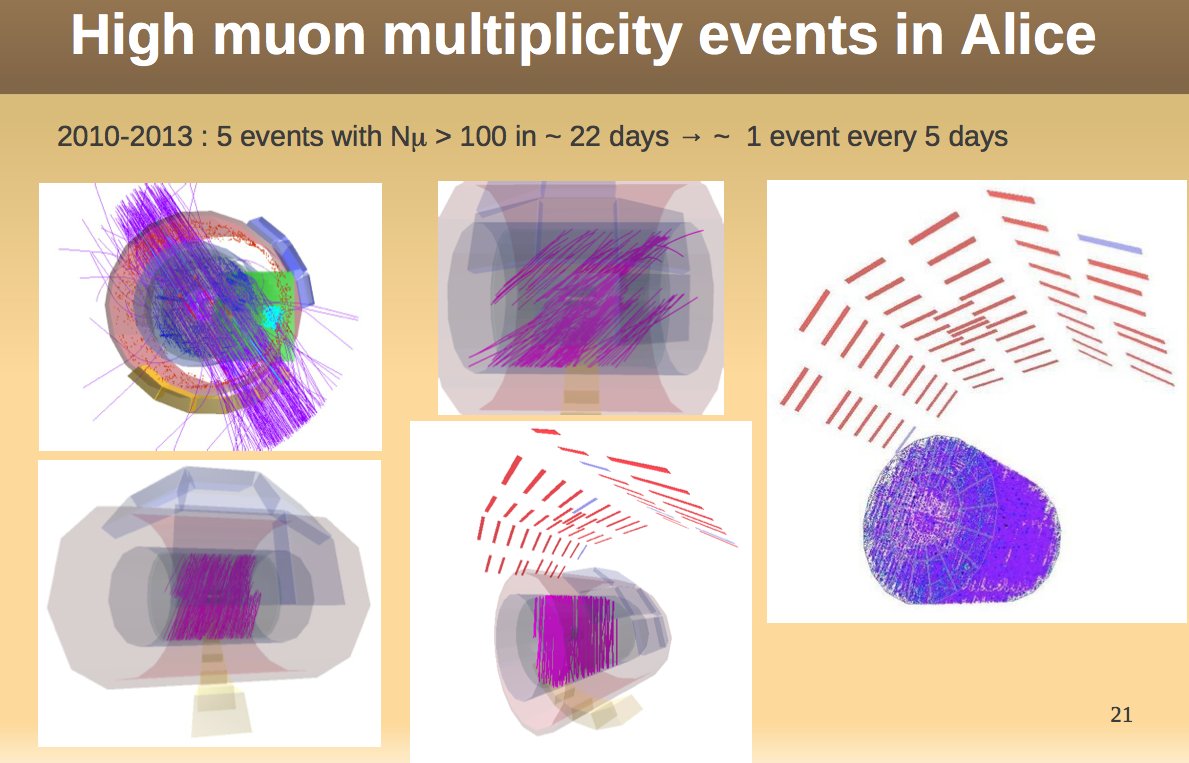 High muon multiplicity events in Alice
2010-2013 : 5 events with Nμ > 100 in ~ 22 days → ~ 1 event every 5 days
21